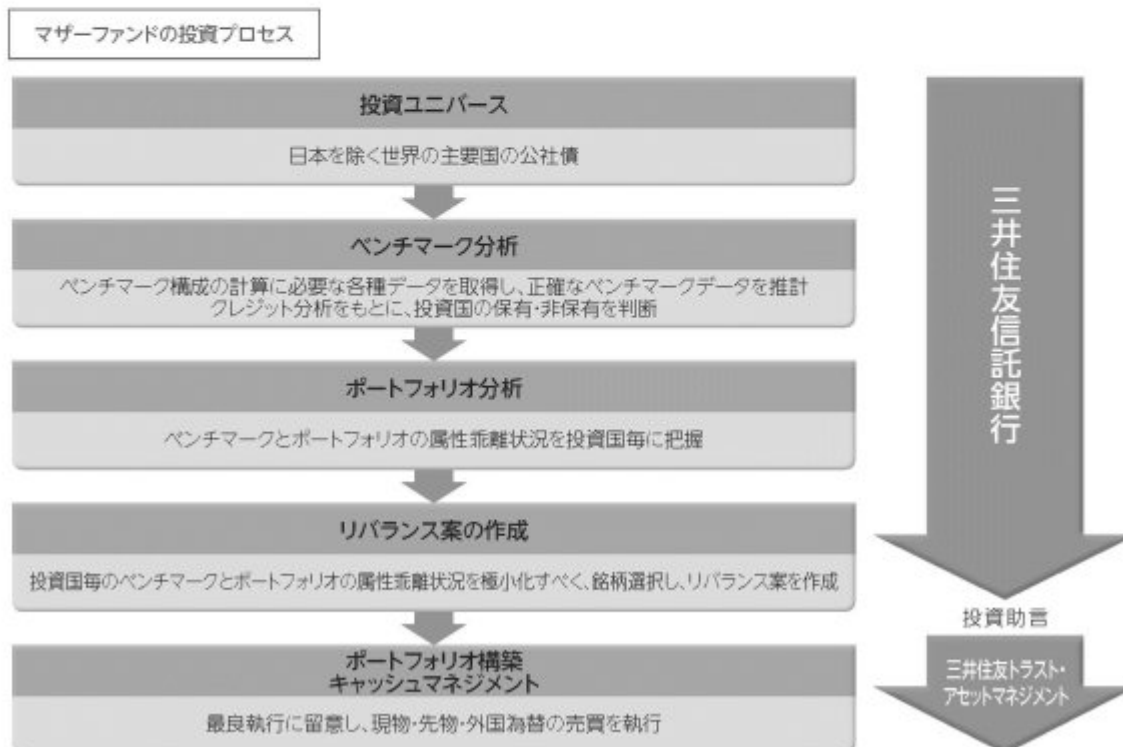 マザーファンドの投資プロセス
投資ユニバース
日本を除く世界の主要国の公社債
ベンチマーク分析
ベンチマーク構成の計算に必要な各種データを取得し、正確なベンチマークデータを推計
クレジット分析をもとに、投資国の保有・非保有を判断
ポートフォリオ分析
ベンチマークとポートフォリオの属性乖離状況を投資国毎に把握
リバランス案の作成
投資国毎のベンチマークとポートフォリオの属性乖離状況を極小化すべく、銘柄選択し、リバランス案を作成
ポートフォリオ構築
キャッシュマネジメント
最良執行に留意し、現物・先物・外国為替の売買を執行
三井住友信託銀行
投資助言
三井住友トラスト・
アセットマネジメント